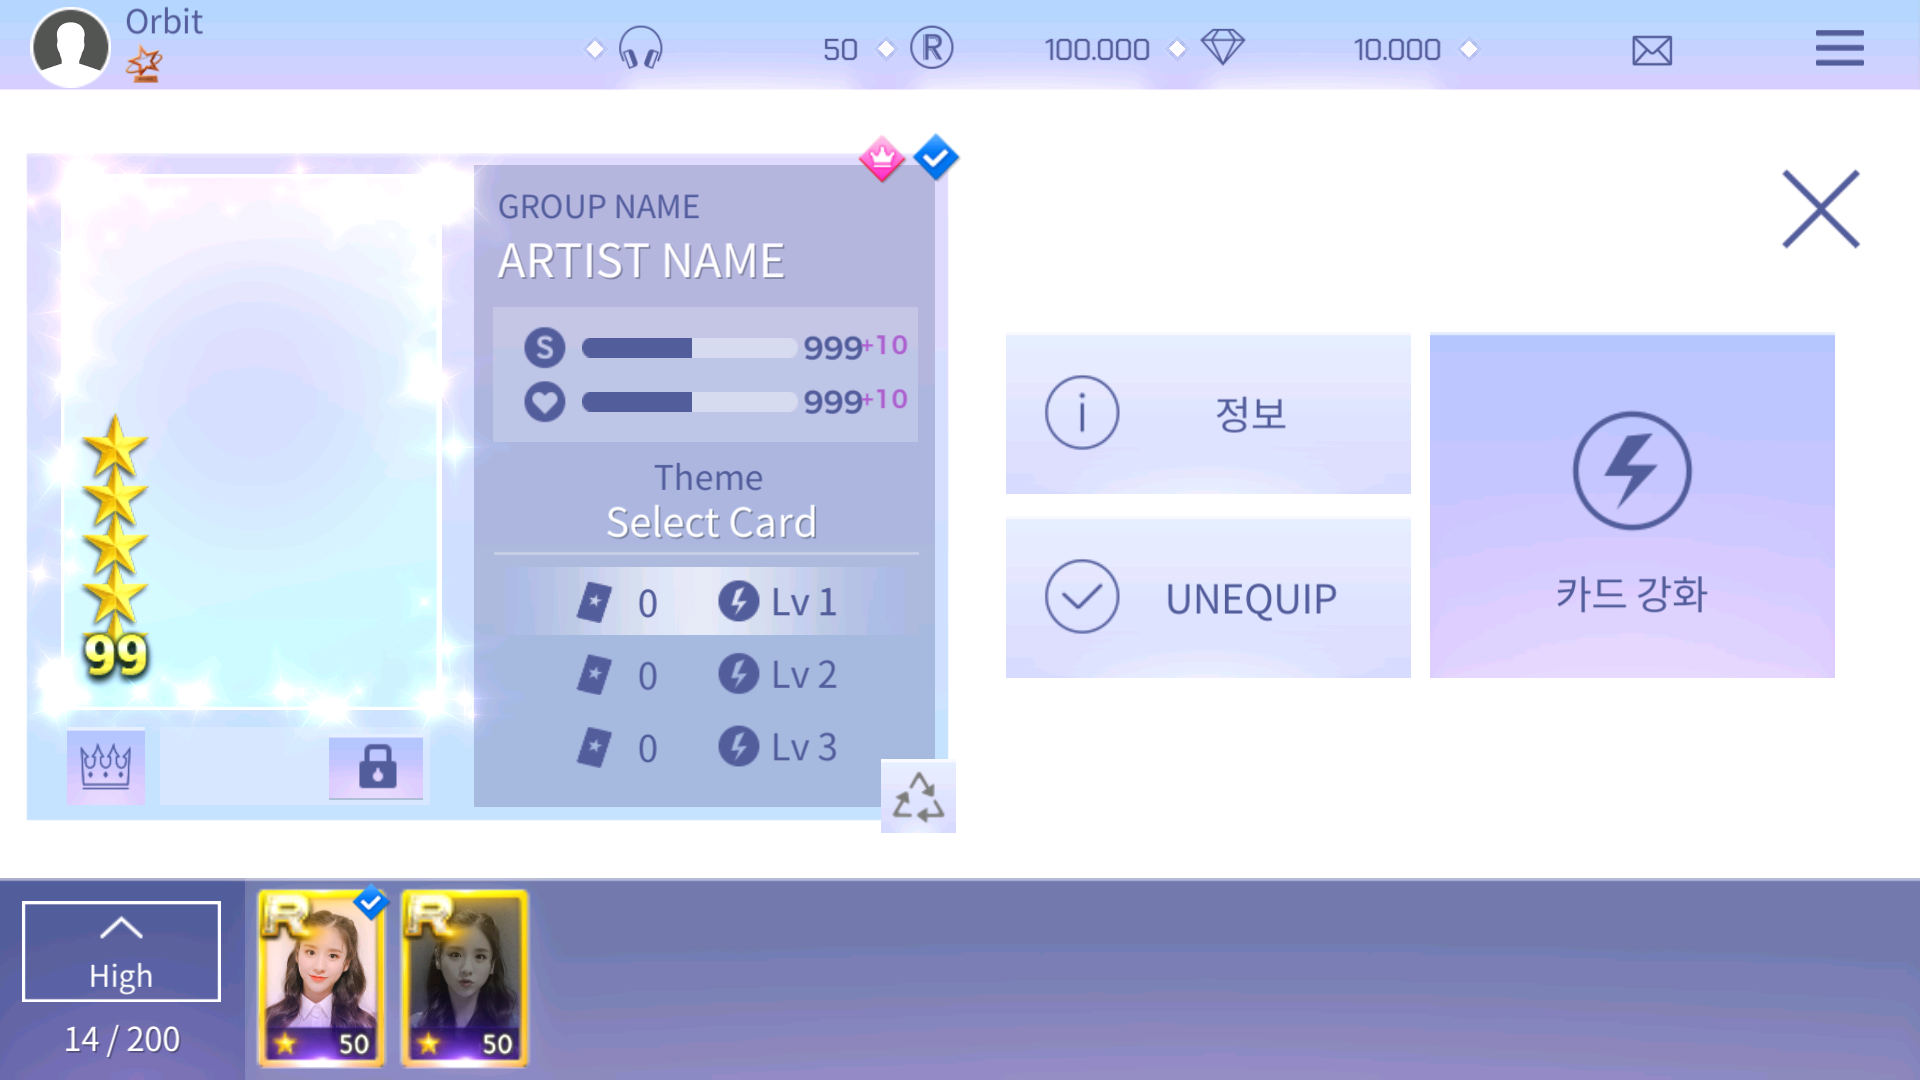 Orbit
50
R
100.000
10.000
GROUP NAME
ARTIST NAME
S 999+10
999+10
Theme
Select Card
0 Lv 1
0 Lv 2
0 Lv 3
99
i 정보
UNEQUIP
카드 강화
High
14 / 200
R
50
R
50